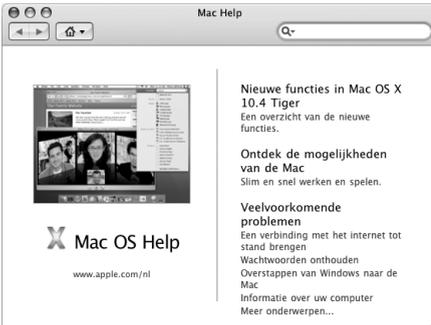 Mac Help
Mac OS Help
www.apple.com/nl
Nieuwe functies in Mac OS X
10.4 Tiger
Een overzicht van de nieuwe
functies.
Ontdek de mogelijkheden
van de Mac
Slim en snel werken en spelen.
Veelvoorkomende
problemen
Een verbinding met het internet tot
stand brengen
Wachtwoorden onthouden
Overstappen van Windows naar de
Mac
Informatie over uw computer
Meer onderwerpen...